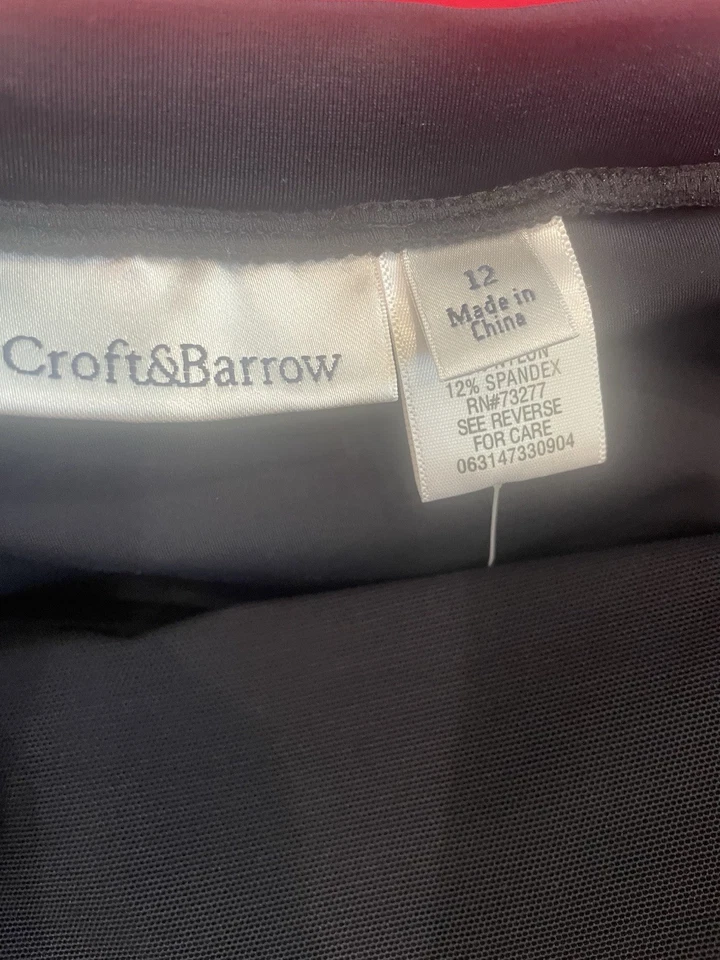 Croft&Barrow
12
Made in
China
12% SPANDEX
RN#73277
SEE REVERSE
FOR CARE
063147330904